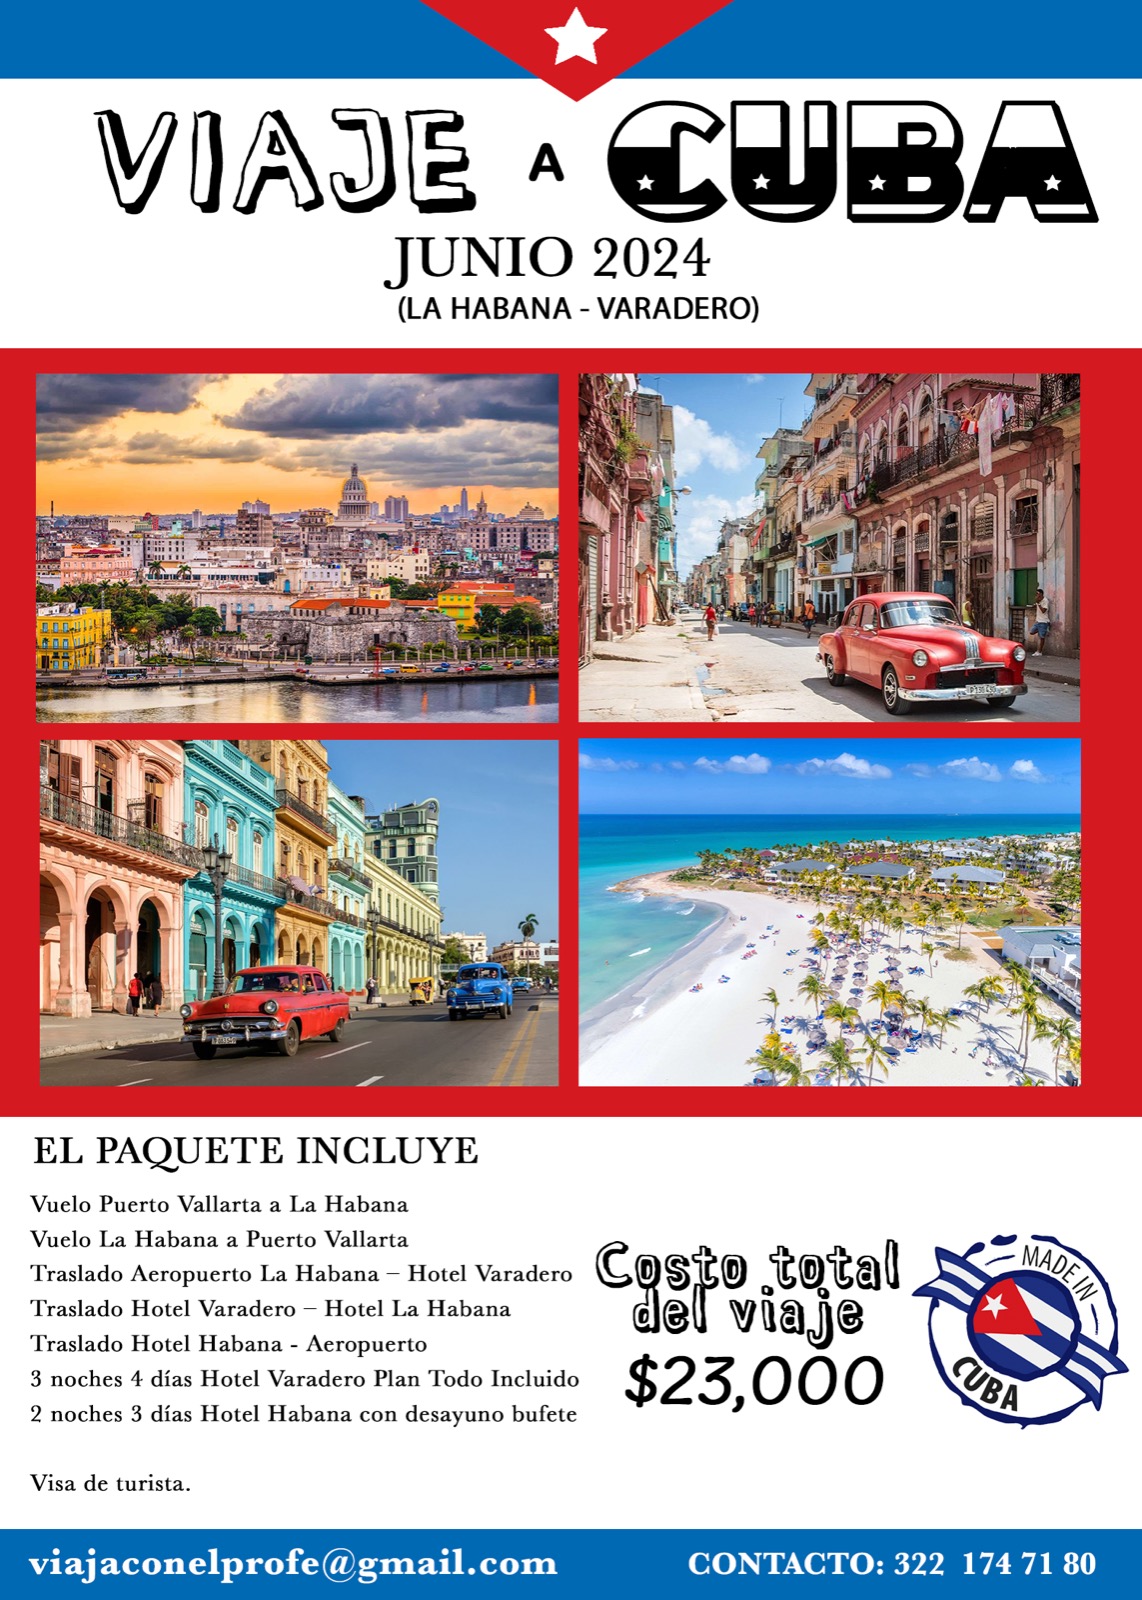 VIAJE A CUBA
JUNIO 2024
(LA HABANA - VARADERO)
EL PAQUETE INCLUYE
Vuelo Puerto Vallarta a La Habana
Vuelo La Habana a Puerto Vallarta
Traslado Aeropuerto La Habana – Hotel Varadero
Traslado Hotel Varadero – Hotel La Habana
Traslado Hotel Habana - Aeropuerto
3 noches 4 días Hotel Varadero Plan Todo Incluido
2 noches 3 días Hotel Habana con desayuno bufete
Visa de turista.
Costo total
del viaje
$23,000
MADE IN
CUBA
viajaconelprofe@gmail.com
CONTACTO: 322 174 71 80